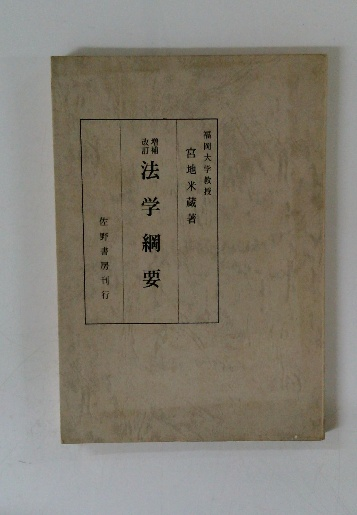 福岡大学教授
宮地米蔵著
増補
改訂
法学綱要
佐野書房刊行